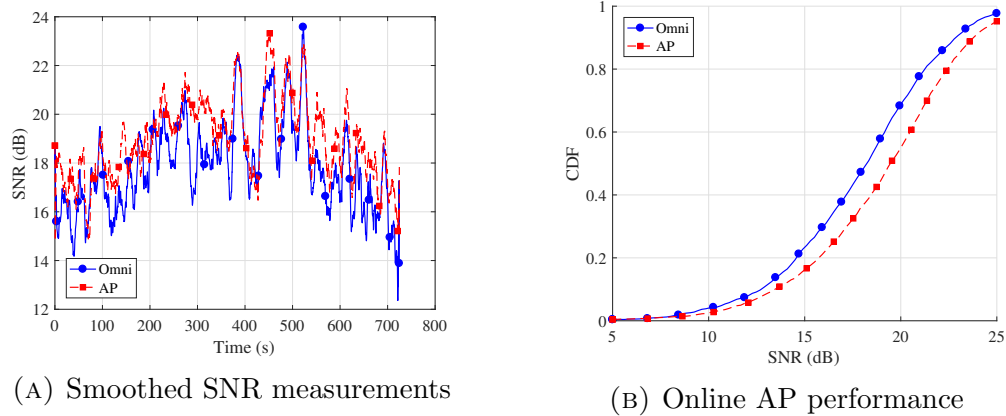 24
22
20
18
16
14
12
SNR (dB)
Omni
AP
0 100 200 300 400 500 600 700 800
Time (s)
(A) Smoothed SNR measurements
1
0.8
0.6
0.4
0.2
0
CDF
Omni
AP
5 10 15 20 25
SNR (dB)
(B) Online AP performance